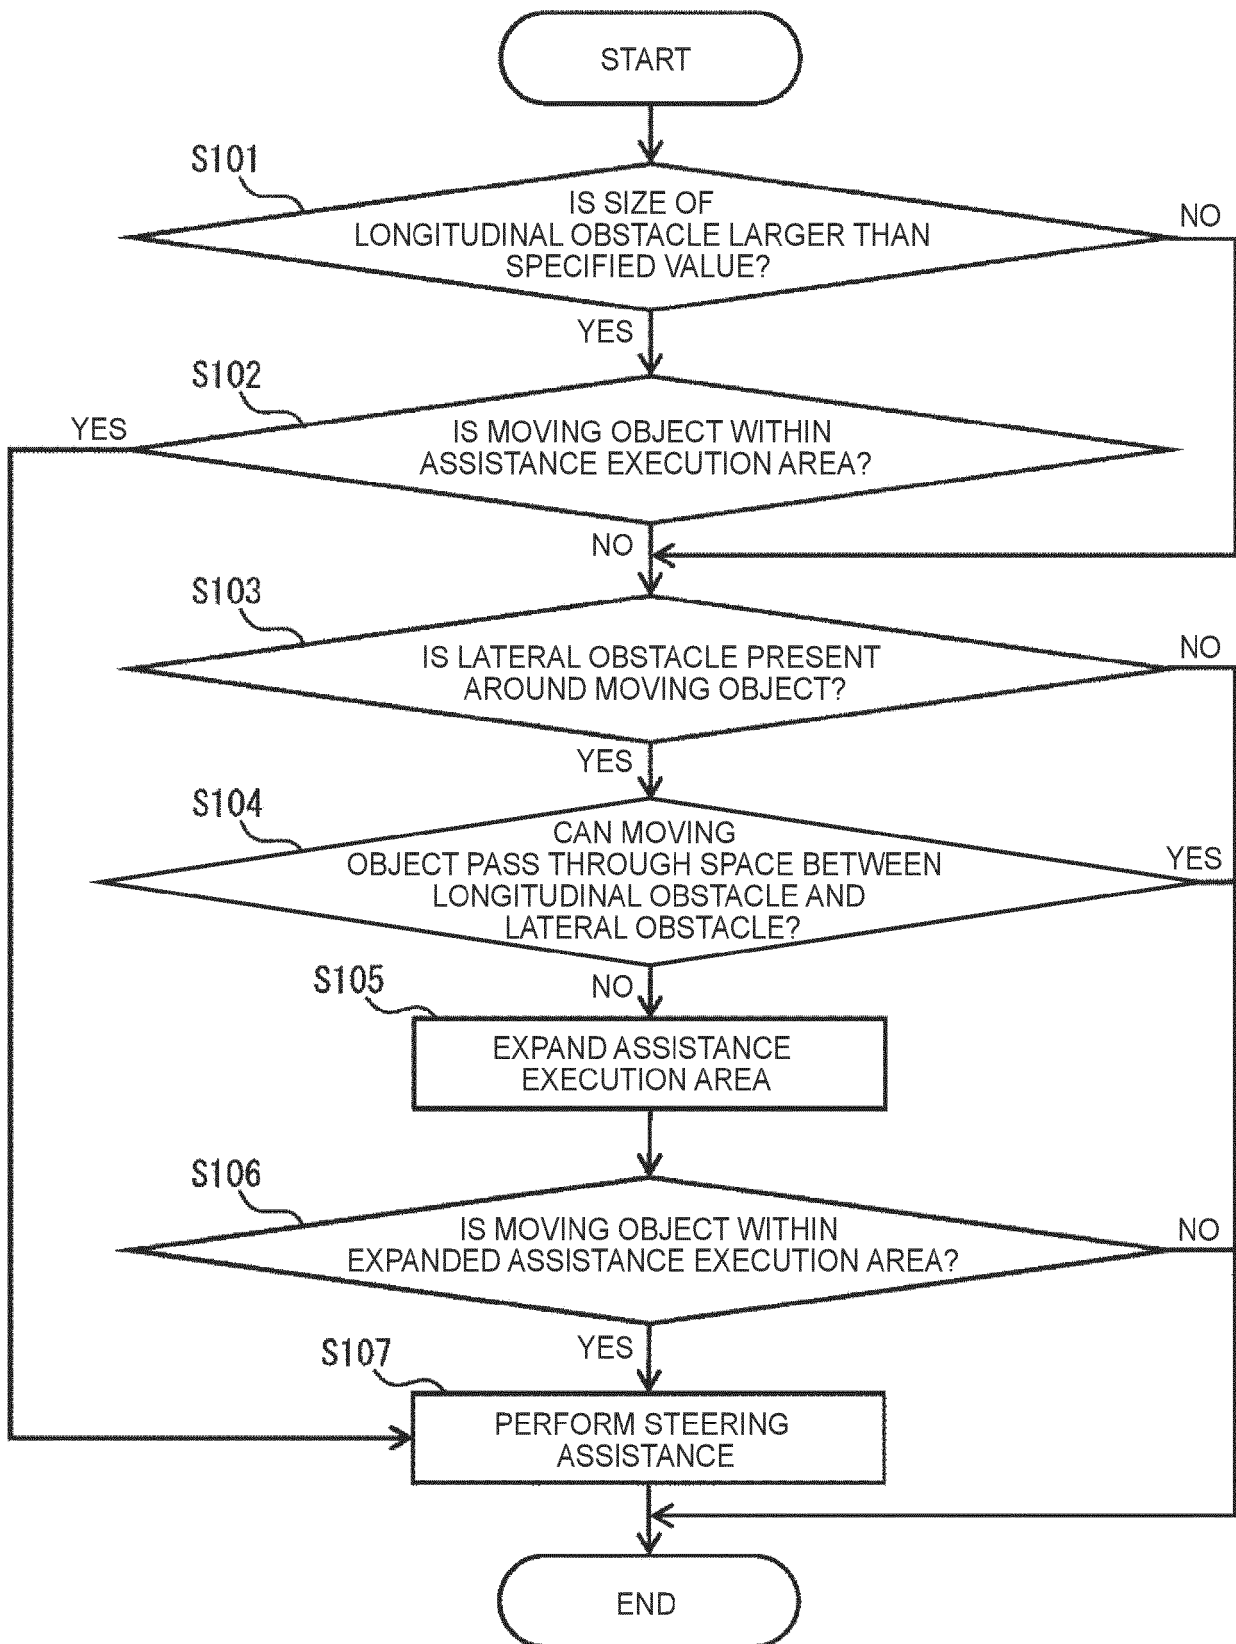 START
S101
IS SIZE OF
LONGITUDINAL OBSTACLE LARGER THAN
SPECIFIED VALUE?
NO
YES
S102
YES
IS MOVING OBJECT WITHIN
ASSISTANCE EXECUTION AREA?
NO
S103
IS LATERAL OBSTACLE PRESENT
AROUND MOVING OBJECT?
NO
YES
S104
CAN MOVING
OBJECT PASS THROUGH SPACE BETWEEN
LONGITUDINAL OBSTACLE AND
LATERAL OBSTACLE?
YES
NO
S105
EXPAND ASSISTANCE
EXECUTION AREA
S106
IS MOVING OBJECT WITHIN
EXPANDED ASSISTANCE EXECUTION AREA?
NO
YES
S107
PERFORM STEERING
ASSISTANCE
END